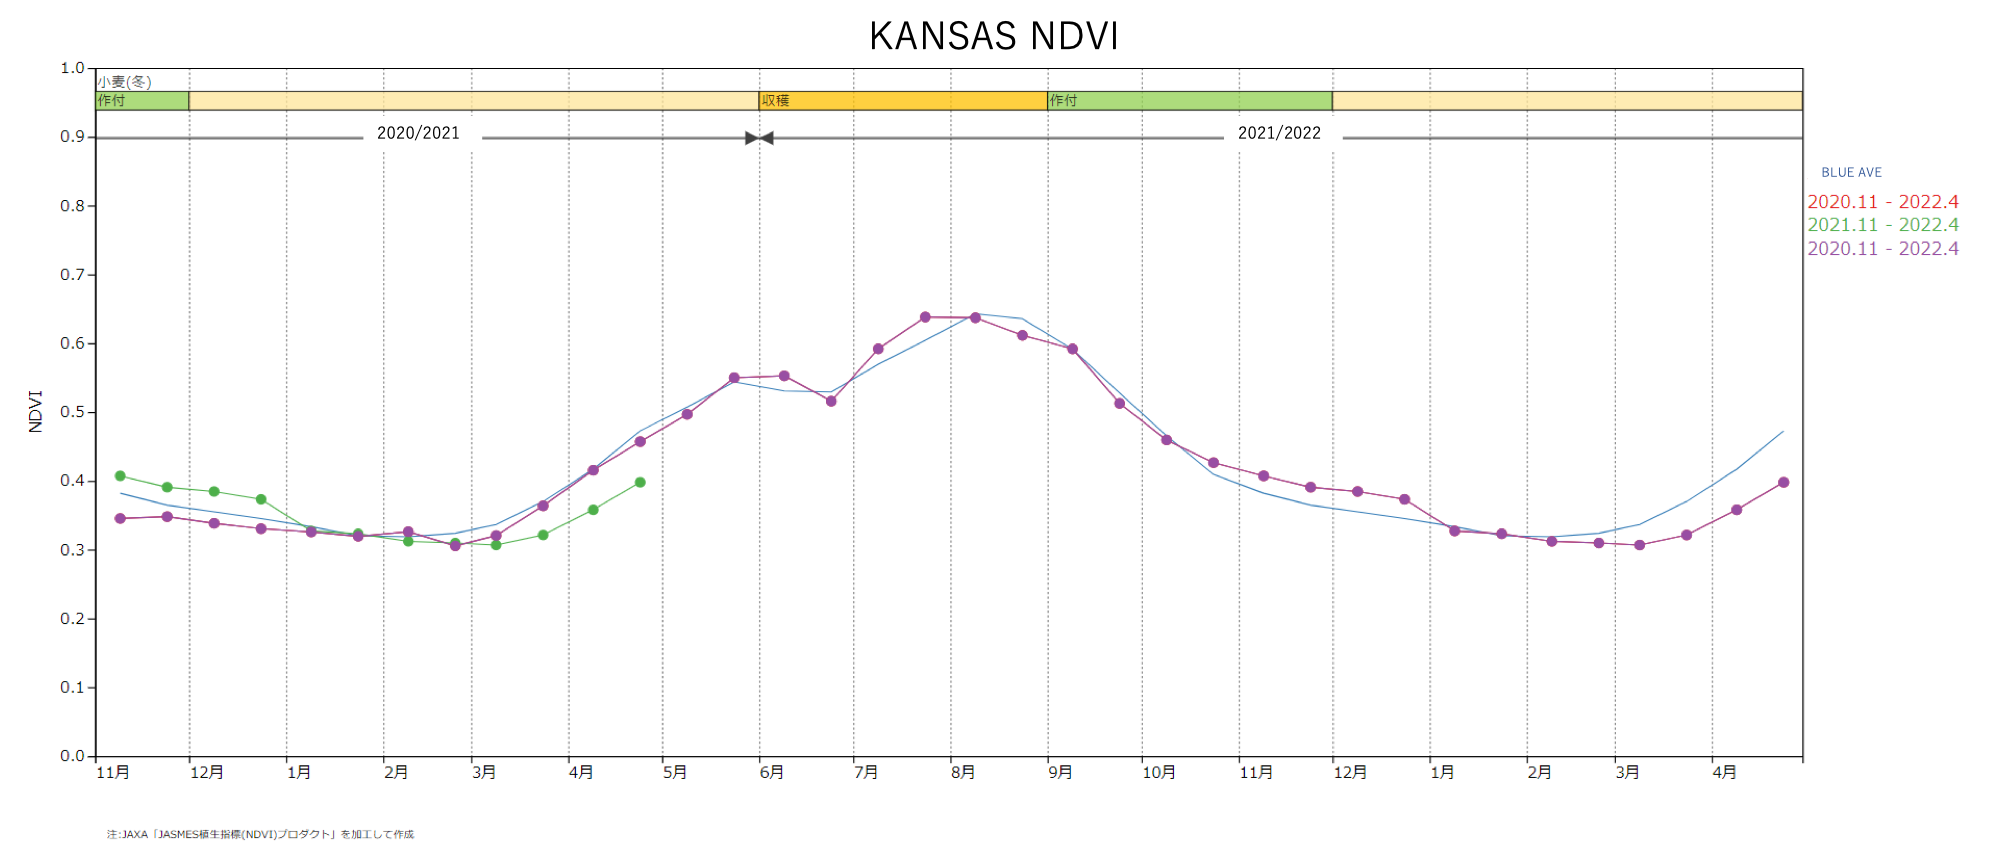 KANSAS NDVI
1.0
小麦(冬)
作付
収穫
作付
0.9
2020/2021
2021/2022
BLUE AVE
2020.11 - 2022.4
2021.11 - 2022.4
2020.11 - 2022.4
0.8
0.7
0.6
0.5
0.4
0.3
0.2
0.1
0.0
NDVI
11月 12月 1月 2月 3月 4月 5月 6月 7月 8月 9月 10月 11月 12月 1月 2月 3月 4月
注:JAXA「JASMES植生指標(NDVI)プロダクト」を加工して作成